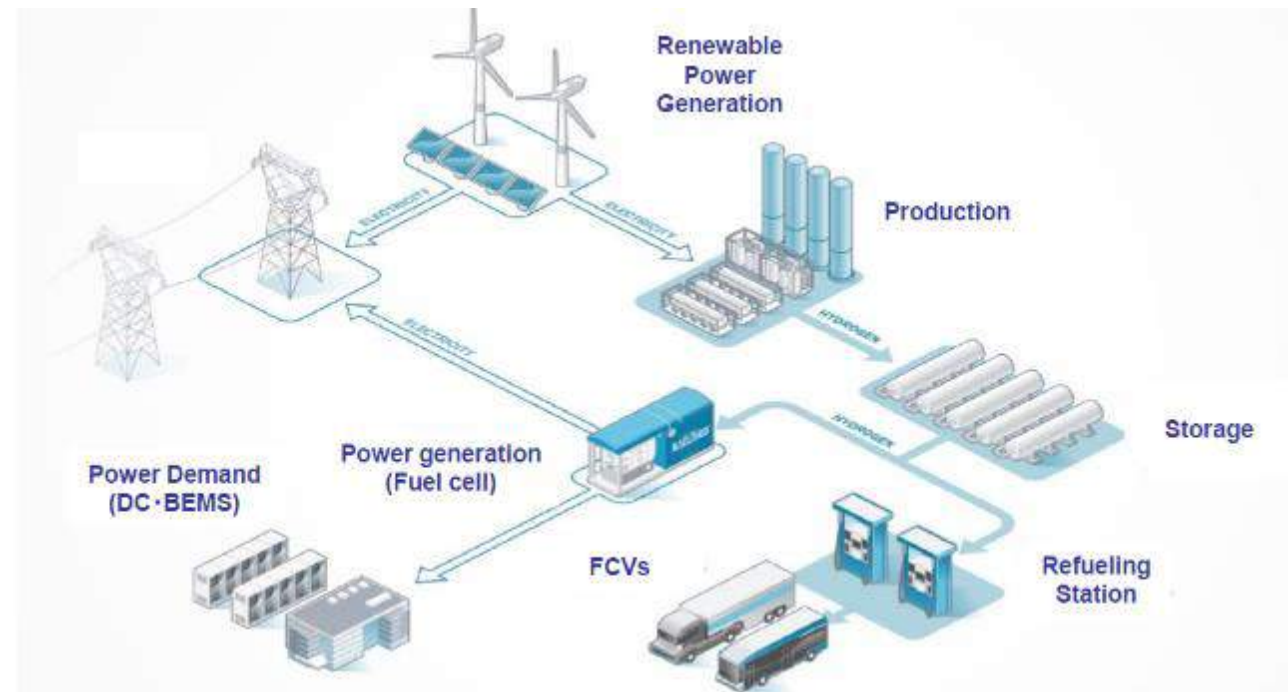 Renewable
Power
Generation
ELECTRICITY
ELECTRICITY
Production
HYDROGEN
ELECTRICITY
HYDROGEN
Storage
Power generation
(Fuel cell)
Power Demand
(DC・BEMS)
FCVs
Refueling
Station